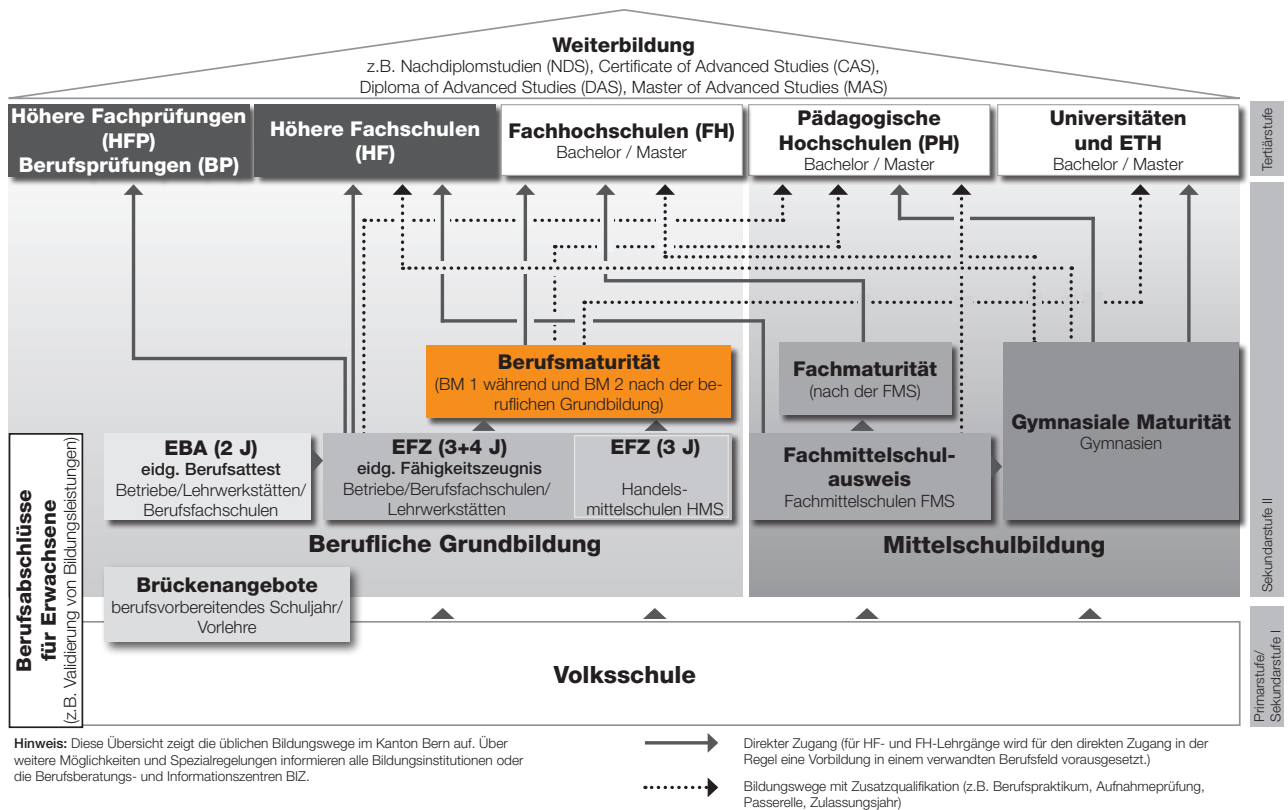 Weiterbildung
z.B. Nachdiplomstudien (NDS), Certificate of Advanced Studies (CAS),
Diploma of Advanced Studies (DAS), Master of Advanced Studies (MAS)
Höhere Fachprüfungen
(HFP)
Berufsprüfungen (BP)
Höhere Fachschulen
(HF)
Fachhochschulen (FH)
Bachelor / Master
Pädagogische
Hochschulen (PH)
Bachelor / Master
Universitäten
und ETH
Bachelor / Master
Tertiärstufe
Berufsmaturität
(BM 1 während und BM 2 nach der be-
ruflichen Grundbildung)
Fachmaturität
(nach der FMS)
Gymnasiale Maturität
Gymnasien
EBA (2 J)
eidg. Berufsattest
Betriebe/Lehrwerkstätten/
Berufsfachschulen
EFZ (3+4 J)
eidg. Fähigkeitszeugnis
Betriebe/Berufsfachschulen/
Lehrwerkstätten
EFZ (3 J)
Handels-
mittelschulen HMS
Fachmittelschul-
ausweis
Fachmittelschulen FMS
Berufliche Grundbildung
Mittelschulbildung
Sekundarstufe II
Berufsabschlüsse
für Erwachsene
(z.B. Validierung von Bildungsleistungen)
Brückenangebote
berufsvorbereitendes Schuljahr/
Vorlehre
Volksschule
Primarstufe/
Sekundarstufe I
Hinweis: Diese Übersicht zeigt die üblichen Bildungswege im Kanton Bern auf. Über
weitere Möglichkeiten und Spezialregelungen informieren alle Bildungsinstitutionen oder
die Berufsberatungs- und Informationszentren BIZ.
Direkter Zugang (für HF- und FH-Lehrgänge wird für den direkten Zugang in der
Regel eine Vorbildung in einem verwandten Berufsfeld vorausgesetzt.)
Bildungswege mit Zusatzqualifikation (z.B. Berufspraktikum, Aufnahmeprüfung,
Passerelle, Zulassungsjahr)